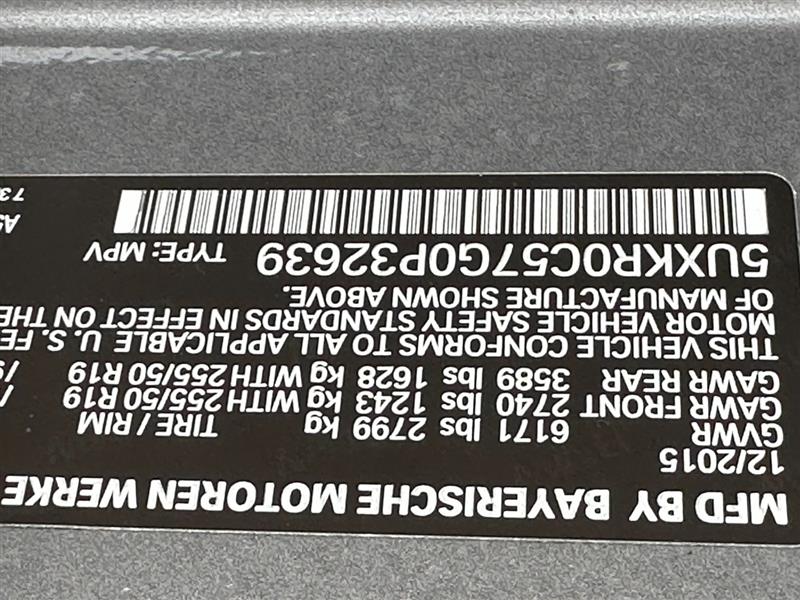 MFD BY BAYERISCHE MOTOREN WERKE
12/2015
GVWR 6171 lbs 2799 kg TIRE / RIM
GAWR FRONT 2740 lbs 1243 kg WITH 255/50 R19
GAWR REAR 3589 lbs 1628 kg WITH 255/50 R19
THIS VEHICLE CONFORMS TO ALL APPLICABLE U. S. FE
MOTOR VEHICLE SAFETY STANDARDS IN EFFECT ON THE
OF MANUFACTURE SHOWN ABOVE.
5UXKR0C57G0P32639 TYPE: MPV